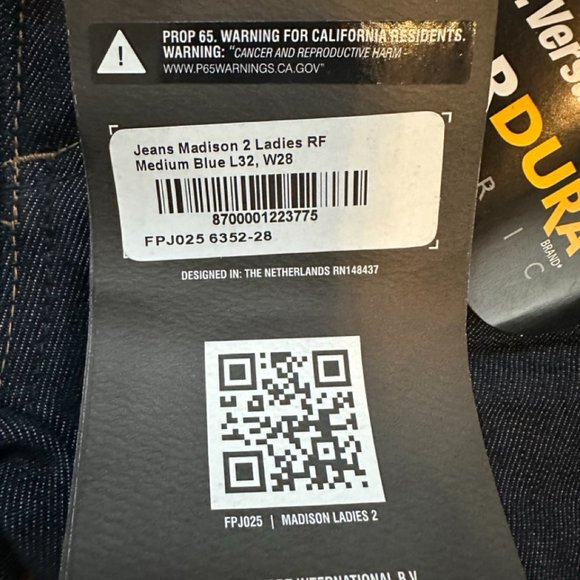 PROP 65. WARNING FOR CALIFORNIA RESIDENTS.
WARNING: "CANCER AND REPRODUCTIVE HARM -
WWW.P65WARNINGS.CA.GOV"
Jeans Madison 2 Ladies RF
Medium Blue L32, W28
8700001223775
FPJ025 6352-28
DESIGNED IN: THE NETHERLANDS RN148437
FPJ025 | MADISON LADIES 2
INTERNATIONAL B.V.
DURA
BRAND®
R I C